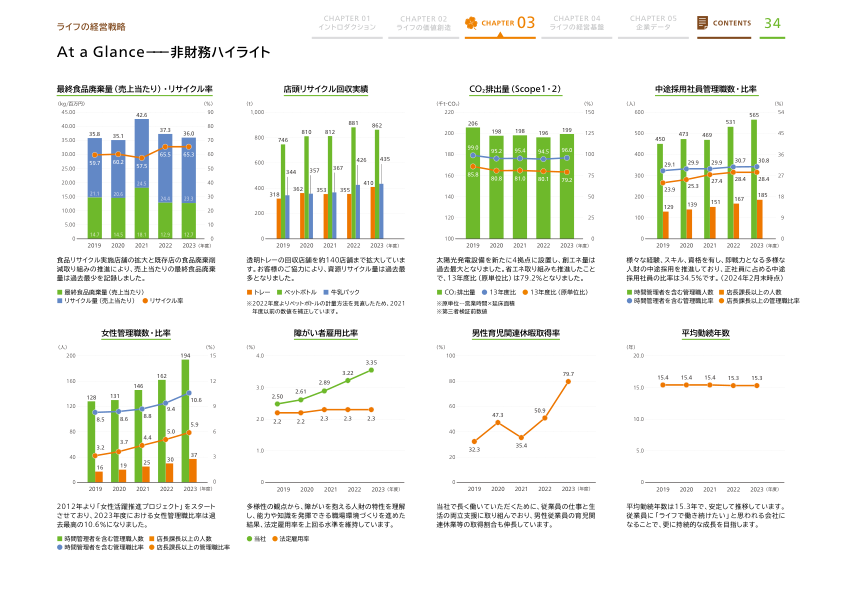 ライフの経営戦略
CHAPTER 01
イントロダクション
CHAPTER 02
ライフの価値創造
CHAPTER 03
CHAPTER 04
ライフの経営基盤
CHAPTER 05
企業データ
CONTENTS
34
At a Glance──非財務ハイライト
最終食品廃棄量（売上当たり）・リサイクル率
(kg/百万円) (%)
45.00 90
40.00 80
35.00 70
30.00 60
25.00 50
20.00 40
15.00 30
10.00 20
5.00 10
0.00 0
35.8 35.1 42.6 37.3 36.0
59.7 60.2 57.5 65.5 65.3
21.1 20.6 24.5 24.4 23.3
14.7 14.5 18.1 12.9 12.7
2019 2020 2021 2022 2023 （年度）
食品リサイクル実施店舗の拡大と既存店の食品廃棄削
減取り組みの推進により、売上当たりの最終食品廃棄
量は過去最少を記録しました。
■最終食品廃棄量（売上当たり）
■リサイクル量（売上当たり） ●リサイクル率
店頭リサイクル回収実績
(t)
1,000
800
600
400
200
0
746 810 812 881 862
318 362 353 355 410
344 357 367 426 435
2019 2020 2021 2022 2023 （年度）
透明トレーの回収店舗を約140店舗まで拡大していま
す。お客様のご協力により、資源リサイクル量は過去最
多となりました。
■トレー ■ペットボトル ■牛乳パック
※2022年度よりペットボトルの計量方法を見直したため、2021
年度以前の数値を補正しています。
CO₂排出量（Scope1・2）
(千t-CO₂) (%)
220 150
200 125
180 100
160 75
140 50
120 25
100 0
206 198 198 196 199
99.0 95.2 95.4 94.5 96.0
85.8 80.8 81.0 80.1 79.2
2019 2020 2021 2022 2023 （年度）
太陽光発電設備を新たに4拠点に設置し、創エネ量は
過去最大となりました。省エネ取り組みも推進したこと
で、13年度比（原単位）は79.2%となりました。
■CO₂排出量 ●13年度比 ●13年度比（原単位比）
※原単位＝営業時間×延床面積
※第三者検証前数値
中途採用社員管理職数・比率
(人) (%)
600 54
500 45
400 36
300 27
200 18
100 9
0 0
450 473 469 531 565
29.1 29.9 29.9 30.7 30.8
23.9 25.3 27.4 28.4 28.4
129 139 151 167 185
2019 2020 2021 2022 2023 （年度）
様々な経験、スキル、資格を有し、即戦力となる多様な
人財の中途採用を推進しており、正社員に占める中途
採用社員の比率は34.5%です。（2024年2月末時点）
■時間管理者を含む管理職人数 ■店長課長以上の人数
●時間管理者を含む管理職比率 ●店長課長以上の管理職比率
女性管理職数・比率
(人) (%)
200 15
160 12
120 9
80 6
40 3
0 0
128 131 146 162 194
8.5 8.6 8.8 9.4 10.6
3.2 3.7 4.4 5.0 5.9
16 19 25 30 37
2019 2020 2021 2022 2023 （年度）
2012年より「女性活躍推進プロジェクト」をスタート
させており、2023年度における女性管理職比率は過
去最高の10.6%になりました。
■時間管理者を含む管理職人数 ■店長課長以上の人数
●時間管理者を含む管理職比率 ●店長課長以上の管理職比率
障がい者雇用比率
(%)
4.0
3.0
2.0
1.0
0
2.50 2.61 2.89 3.22 3.35
2.2 2.2 2.3 2.3 2.3
2019 2020 2021 2022 2023 （年度）
多様性の観点から、障がいを抱える人財の特性を理解
し、能力や知識を発揮できる職場環境づくりを進めた
結果、法定雇用率を上回る水準を維持しています。
●当社 ●法定雇用率
男性育児関連休暇取得率
(%)
100
80
60
40
20
0
32.3 47.3 35.4 50.9 79.7
2019 2020 2021 2022 2023 （年度）
当社で長く働いていただくために、従業員の仕事と生
活の両立支援に取り組んでおり、男性従業員の育児関
連休業等の取得割合も伸長しています。
平均勤続年数
(年)
20.0
15.0
10.0
5.0
0
15.4 15.4 15.4 15.3 15.3
2019 2020 2021 2022 2023 （年度）
平均勤続年数は15.3年で、安定して推移しています。
従業員に「ライフで働き続けたい」と思われる会社に
なることで、更に持続的な成長を目指します。